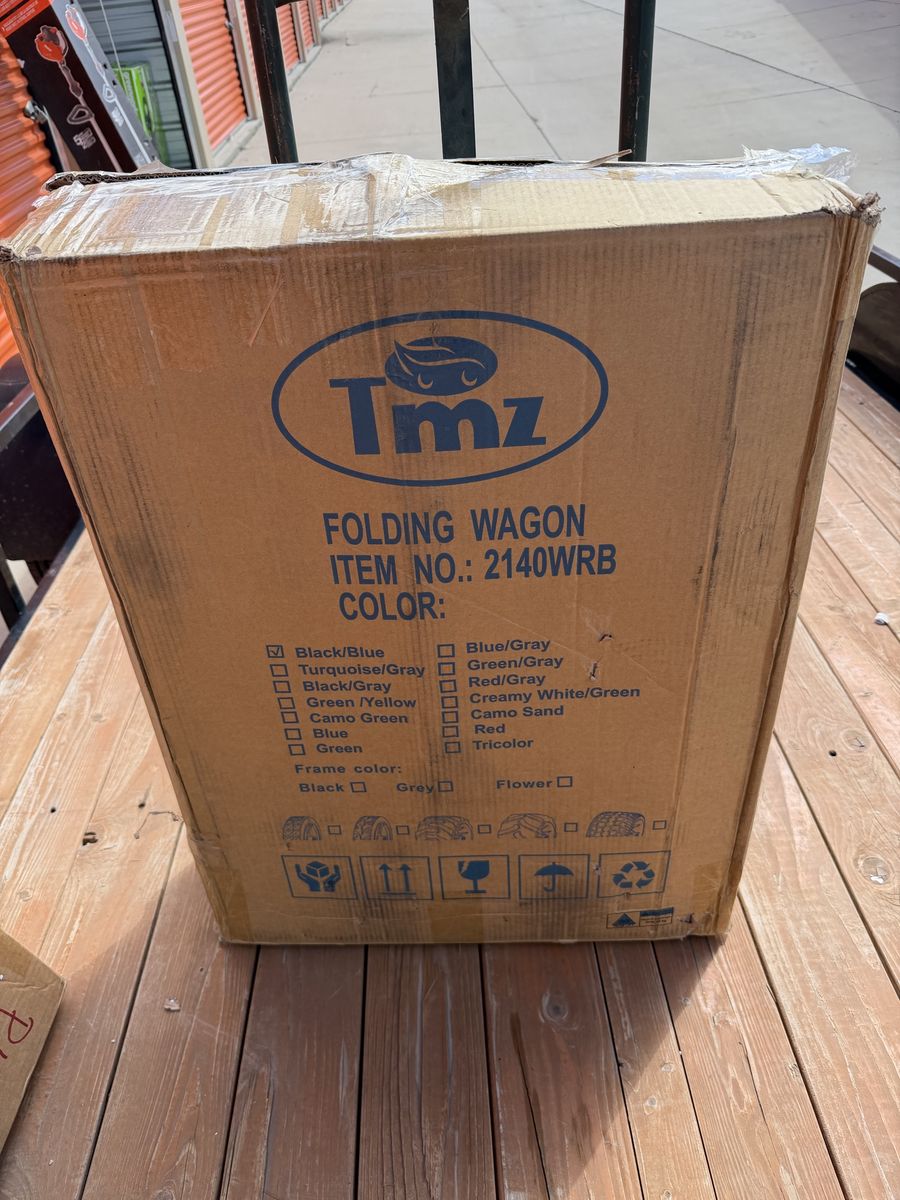 Tmz
FOLDING WAGON
ITEM NO.: 2140WRB
COLOR:
Black/Blue
Turquoise/Gray
Black/Gray
Green /Yellow
Camo Green
Blue
Green
Blue/Gray
Green/Gray
Red/Gray
Creamy White/Green
Camo Sand
Red
Tricolor
Frame color:
Black Grey Flower